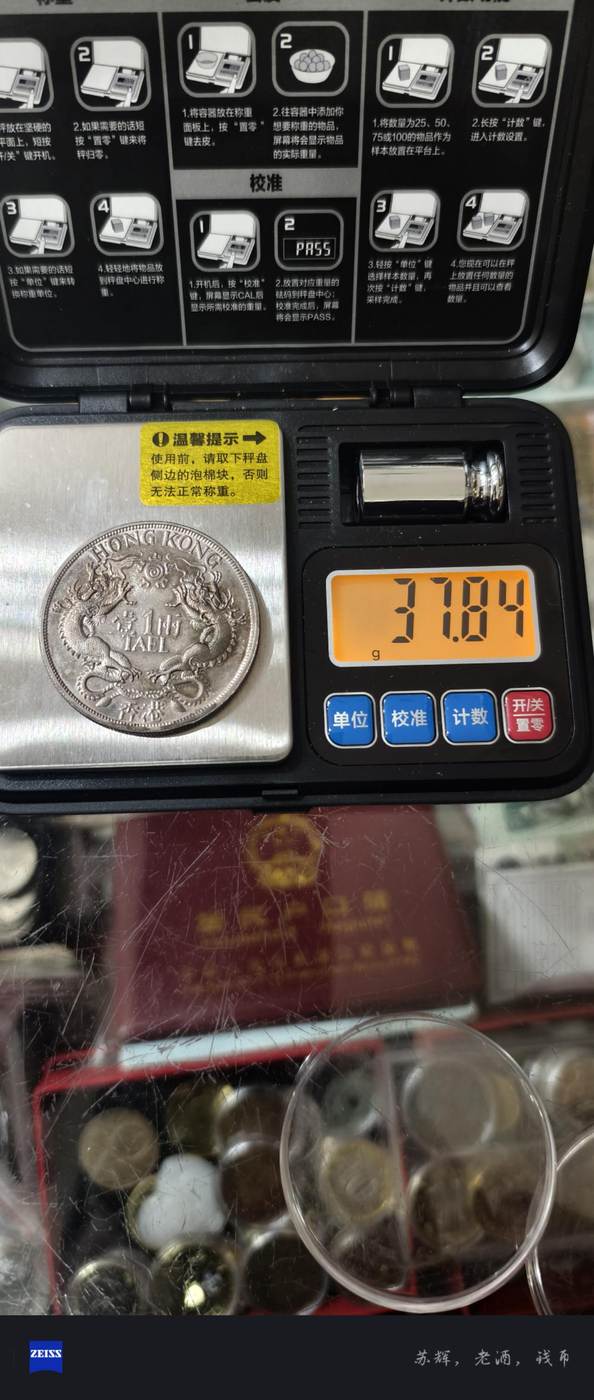 1
2
1
2
1
2
2.如果需要的话短
按“置零”键来将
秤归零。
1.将容器放在称重
面板上，按“置零”
键去皮。
2.往容器中添加你
想要称重的物品，
屏幕将会显示物品
的实际重量。
1.将数量为25、50、
75或100的物品作为
样本放置在平台上。
2.长按“计数”键，
进入计数设置。
校准
3
4
1
2
PASS
3
4
3.如果需要的话短
按“单位”键来转
换称重单位。
4.轻轻地将物品放
到秤盘中心进行称
重。
1.开机后，按“校准”
键，屏幕显示CAL后
显示所需校准的重量。
2.放置对应重量的
砝码到秤盘中心；
校准完成后，屏幕
将会显示PASS。
3.轻按“单位”键
选择样本数量，再
次按“计数”键，
采样完成。
4.您现在可以在秤
上放置任何数量的
物品并且可以查看
数量。
温馨提示
使用前，请取下秤盘
侧边的泡棉块，否则
无法正常称重。
HONG KONG
壹1两
TAEL
37.84
g
单位
校准
计数
开/关
置零
ZEISS
苏辉，老酒，钱币